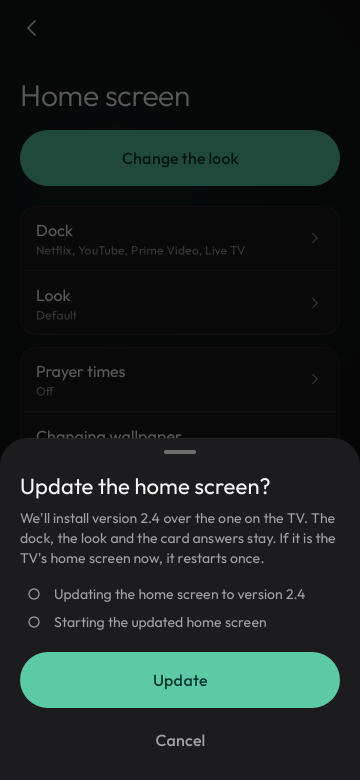 Home screen
Change the look
Dock
Netflix, YouTube, Prime Video, Live TV
Look
Default
Prayer times
Off
Changing wallpaper
Update the home screen?
We'll install version 2.4 over the one on the TV. The
dock, the look and the card answers stay. If it is the
TV's home screen now, it restarts once.
Updating the home screen to version 2.4
Starting the updated home screen
Update
Cancel